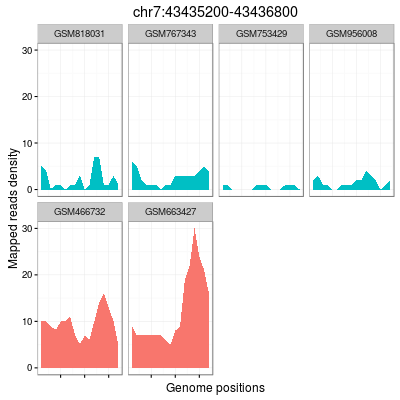 chr7:43435200-43436800
GSM818031 GSM767343 GSM753429 GSM956008
30
20
10
0
GSM466732 GSM663427
30
20
10
0
Mapped reads density
Genome positions